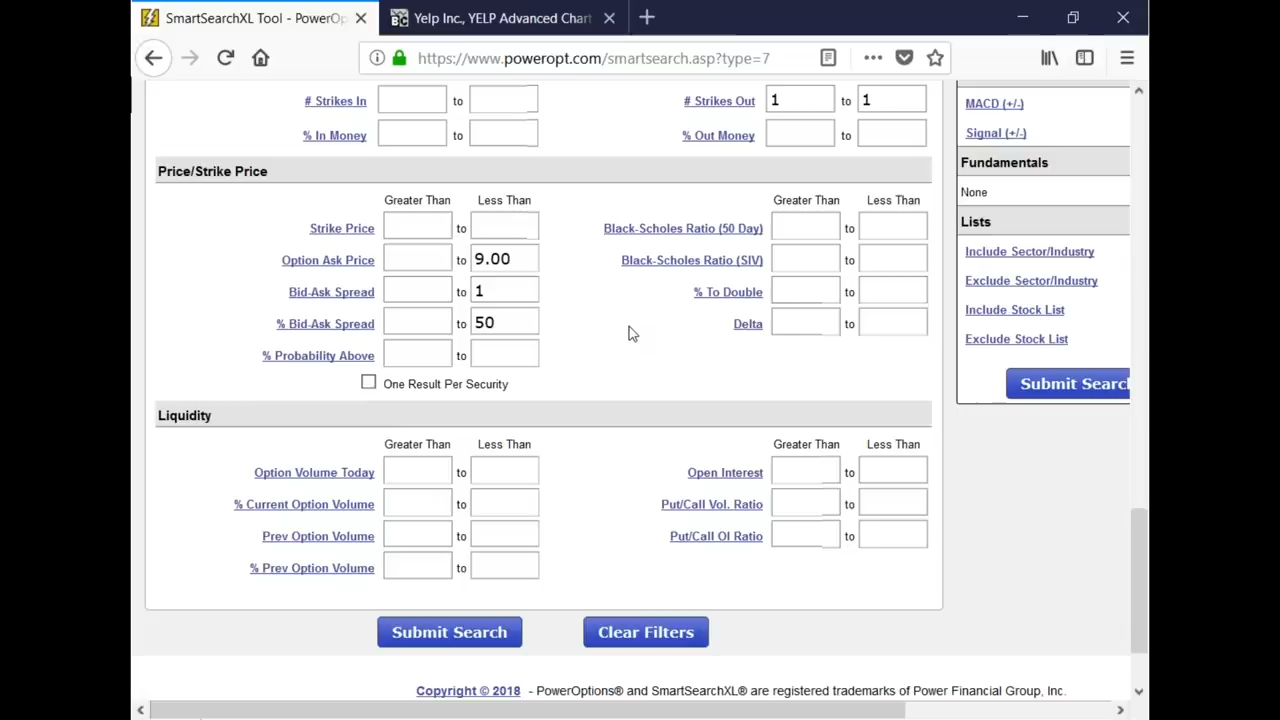 SmartSearchXL Tool - PowerOp
Yelp Inc., YELP Advanced Chart
https://www.poweropt.com/smartsearch.asp?type=7
# Strikes In to # Strikes Out 1 to 1
% In Money to % Out Money to
MACD (+/-)
Signal (+/-)
Fundamentals
None
Lists
Include Sector/Industry
Exclude Sector/Industry
Include Stock List
Exclude Stock List
Submit Searc
Price/Strike Price
Greater Than Less Than Greater Than Less Than
Strike Price to Black-Scholes Ratio (50 Day) to
Option Ask Price to 9.00 Black-Scholes Ratio (SIV) to
Bid-Ask Spread to 1 % To Double to
% Bid-Ask Spread to 50 Delta to
% Probability Above to
One Result Per Security
Liquidity
Greater Than Less Than Greater Than Less Than
Option Volume Today to Open Interest to
% Current Option Volume to Put/Call Vol. Ratio to
Prev Option Volume to Put/Call OI Ratio to
% Prev Option Volume to
Submit Search Clear Filters
Copyright © 2018 - PowerOptions® and SmartSearchXL® are registered trademarks of Power Financial Group, Inc.